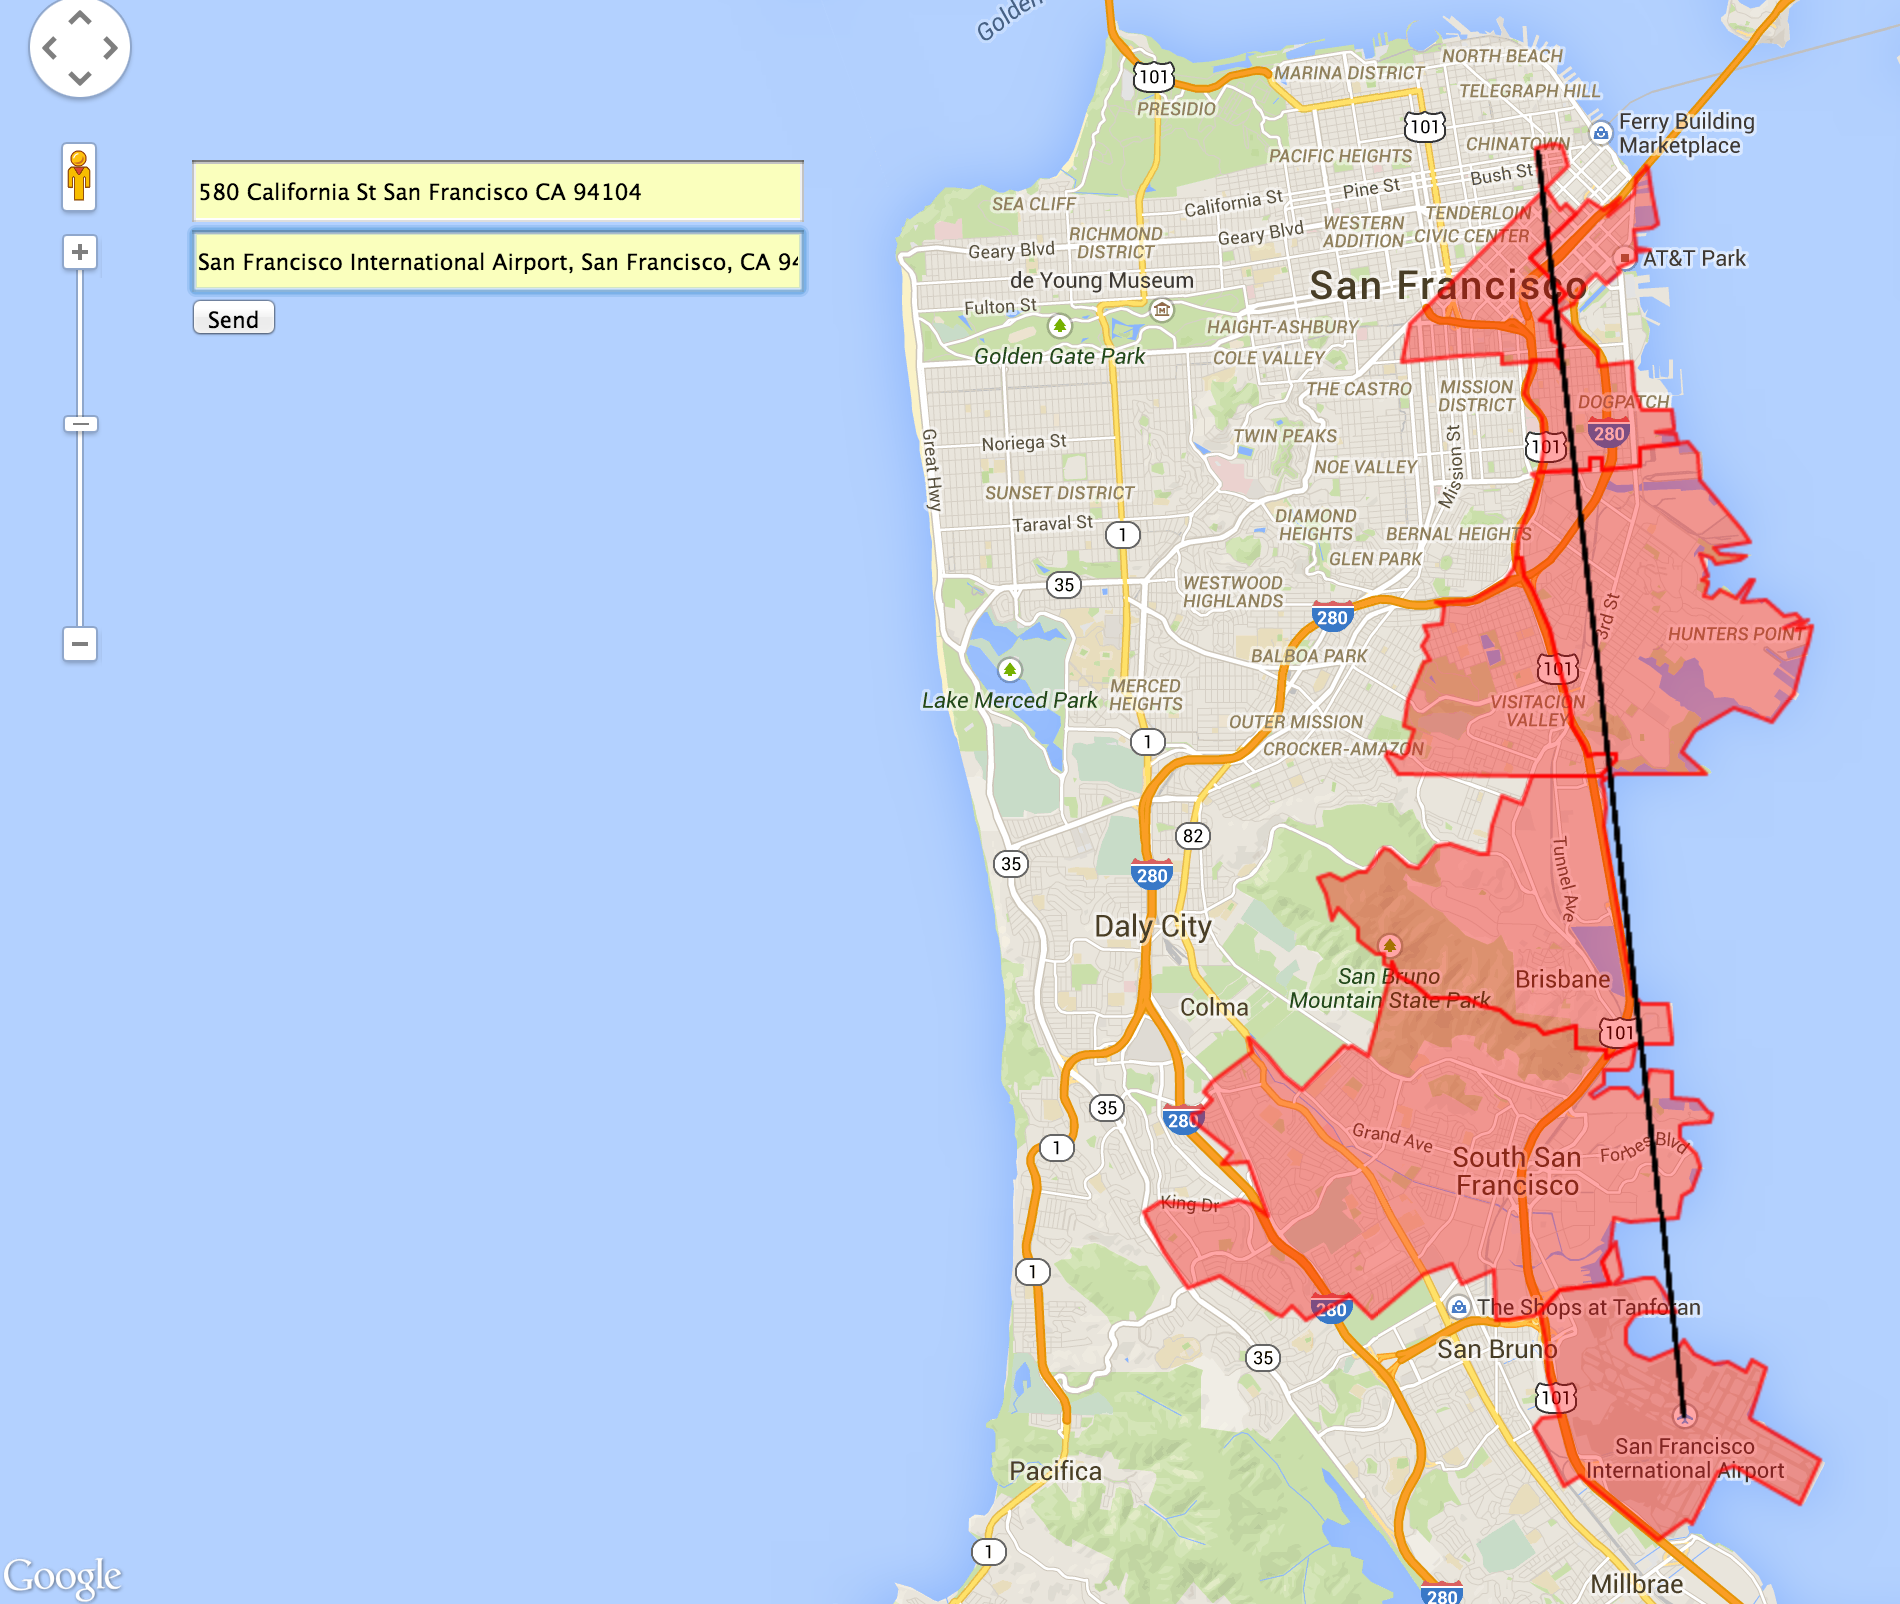 Golden
101
NORTH BEACH
MARINA DISTRICT
TELEGRAPH HILL
PRESIDIO
101
Ferry Building
Marketplace
CHINATOWN
PACIFIC HEIGHTS
Bush St
Pine St
580 California St San Francisco CA 94104
SEA CLIFF
California St
TENDERLOIN
WESTERN
ADDITION
CIVIC CENTER
RICHMOND
DISTRICT
Geary Blvd
Geary Blvd
San Francisco International Airport, San Francisco, CA 94
AT&T Park
de Young Museum
San Francisco
Fulton St
Send
HAIGHT-ASHBURY
Golden Gate Park
COLE VALLEY
THE CASTRO
MISSION
DISTRICT
DOGPATCH
Great Hwy
Noriega St
TWIN PEAKS
Mission St
101
280
NOE VALLEY
SUNSET DISTRICT
Taraval St
1
DIAMOND
HEIGHTS
BERNAL HEIGHTS
GLEN PARK
35
WESTWOOD
HIGHLANDS
280
3rd St
HUNTERS POINT
BALBOA PARK
101
Lake Merced Park
MERCED
HEIGHTS
VISITACION
VALLEY
OUTER MISSION
1
CROCKER-AMAZON
82
35
280
Tunnel Ave
Daly City
San Bruno
Mountain State Park
Brisbane
Colma
101
35
280
1
Grand Ave
Forbes Blvd
South San
Francisco
King Dr
1
280
The Shops at Tanforan
San Bruno
35
101
San Francisco
International Airport
Pacifica
1
Google
Millbrae
280